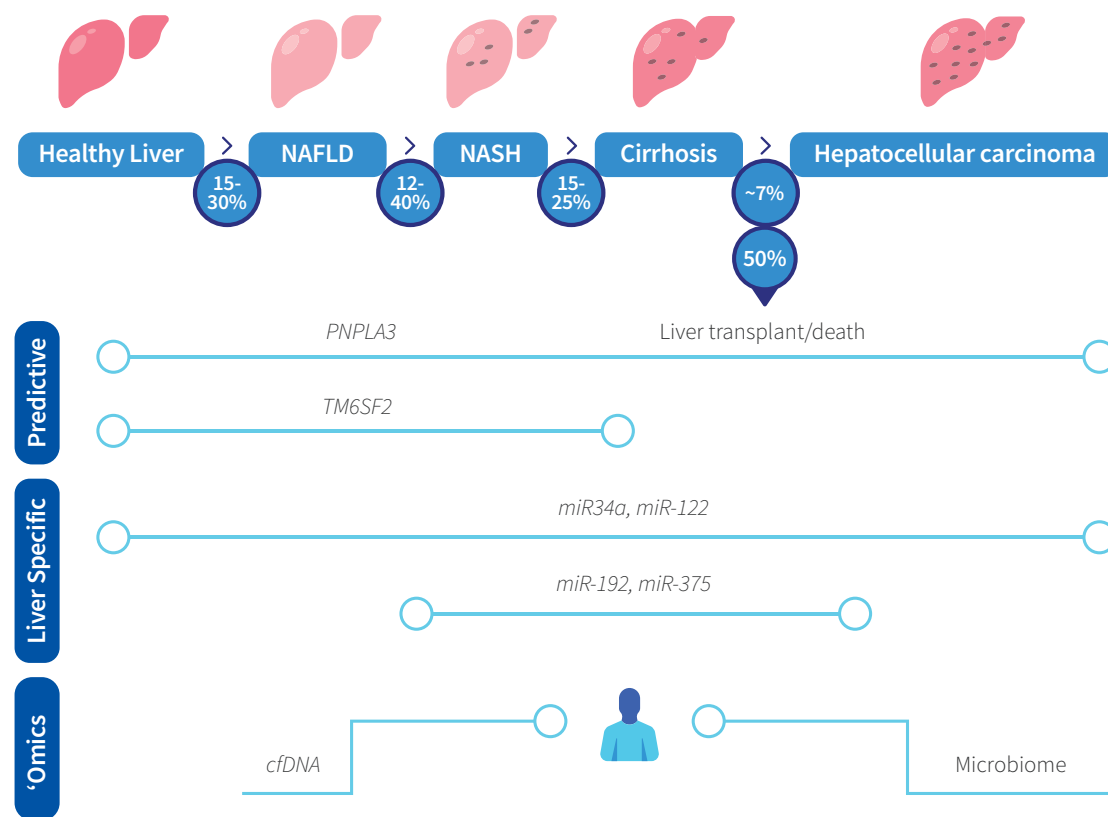 Healthy Liver > NAFLD > NASH > Cirrhosis > Hepatocellular carcinoma
15-
30%
12-
40%
15-
25%
~7%
50%
Predictive
PNPLA3
Liver transplant/death
TM6SF2
Liver Specific
miR34a, miR-122
miR-192, miR-375
‘Omics
cfDNA
Microbiome